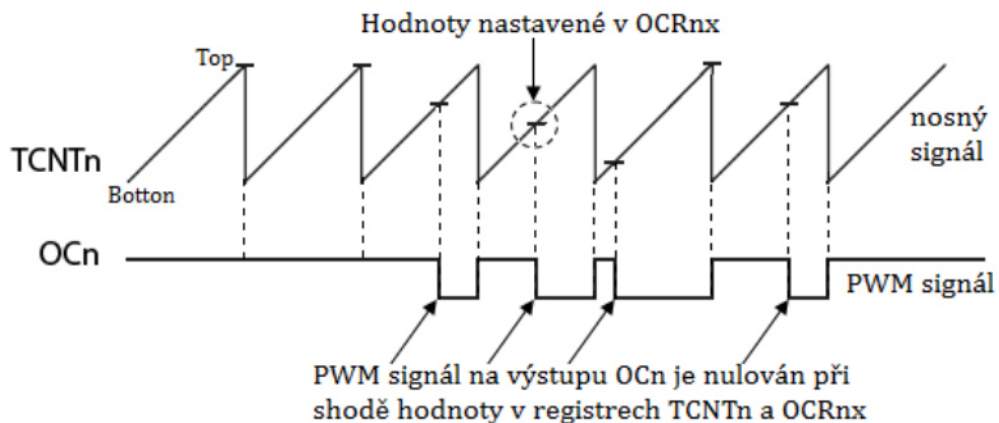 Hodnoty nastavené v OCRnx
Top
nosný
signál
TCNTn
Botton
OCn
PWM signál
PWM signál na výstupu OCn je nulován při
shodě hodnoty v registrech TCNTn a OCRnx